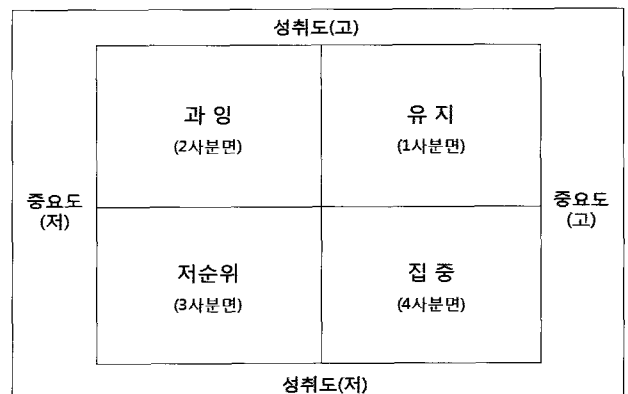 성취도(고)
과 잉
(2사분면)
유 지
(1사분면)
중요도
(저)
중요도
(고)
저순위
(3사분면)
집 중
(4사분면)
성취도(저)